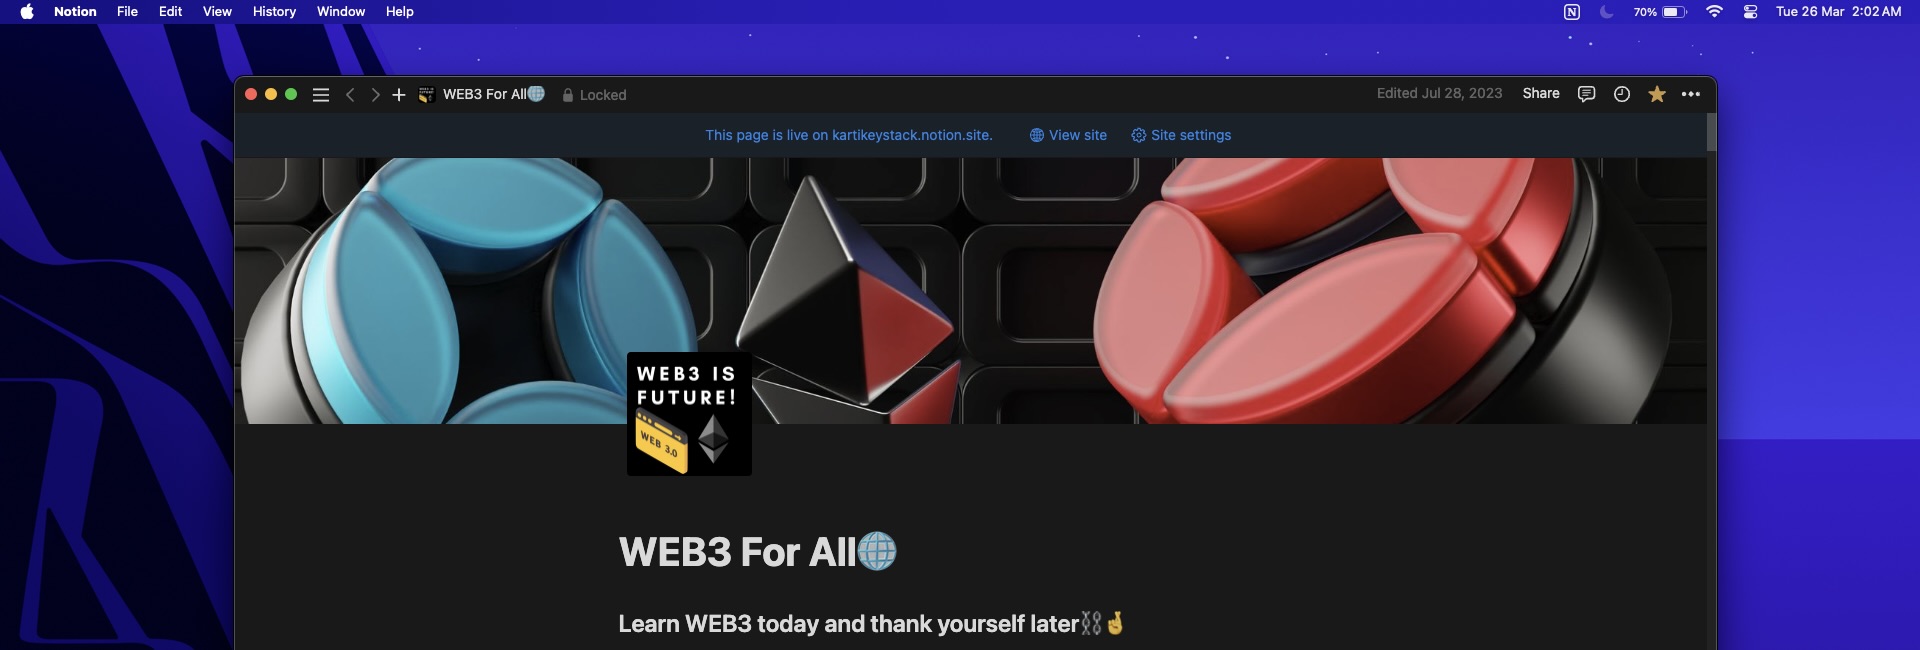 Notion File Edit View History Window Help
N 70% Tue 26 Mar 2:02 AM
WEB3 For All🌐 Locked
Edited Jul 28, 2023 Share
This page is live on kartikeystack.notion.site. View site Site settings
WEB3 IS
FUTURE!
WEB 3.0
WEB3 For All🌐
Learn WEB3 today and thank yourself later⛓️🤞